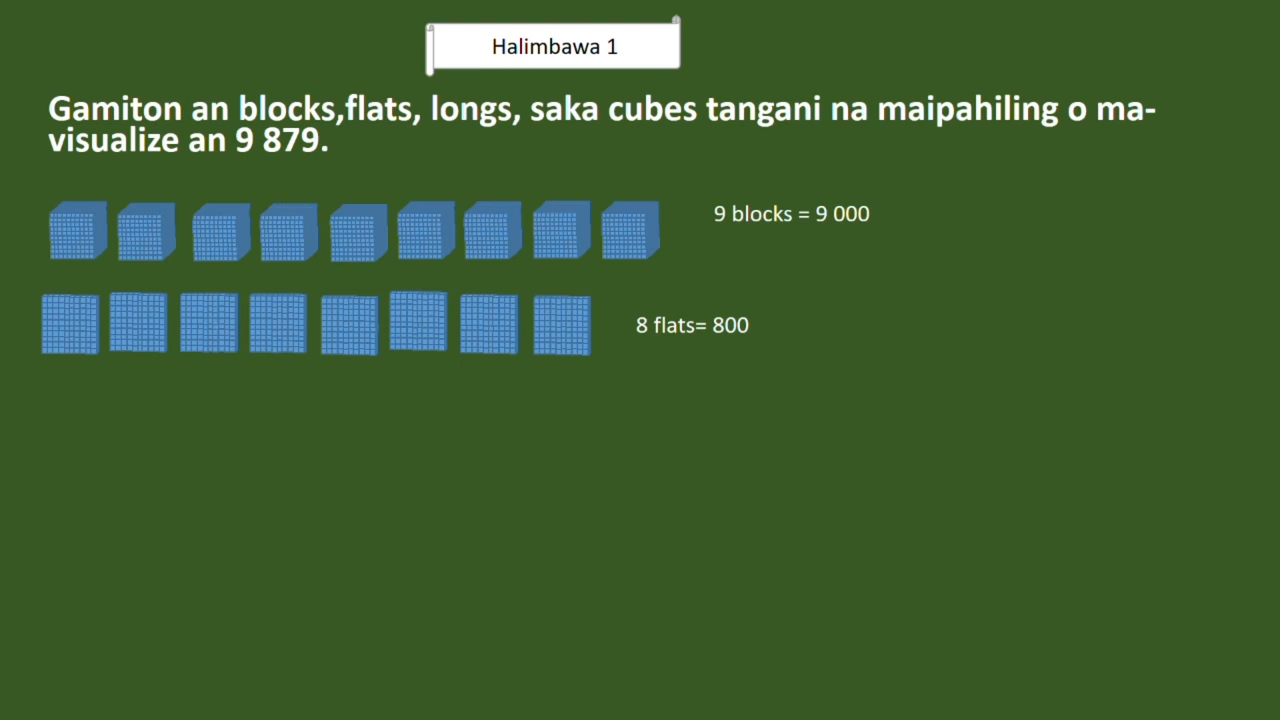 Halimbawa 1
Gamiton an blocks,flats, longs, saka cubes tangani na maipahiling o ma-
visualize an 9 879.
9 blocks = 9 000
8 flats= 800